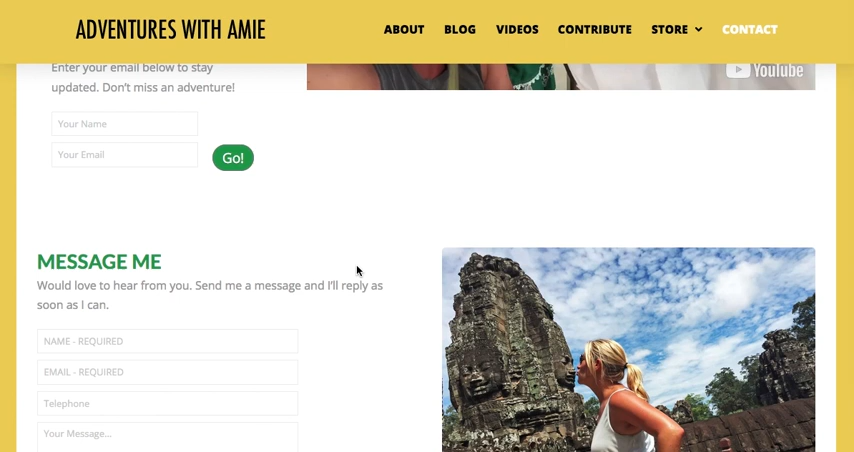 ADVENTURES WITH AMIE
ABOUT BLOG VIDEOS CONTRIBUTE STORE CONTACT
Enter your email below to stay
updated. Don't miss an adventure!
YouTube
Your Name
Your Email
Go!
MESSAGE ME
Would love to hear from you. Send me a message and I'll reply as
soon as I can.
NAME - REQUIRED
EMAIL - REQUIRED
Telephone
Your Message...